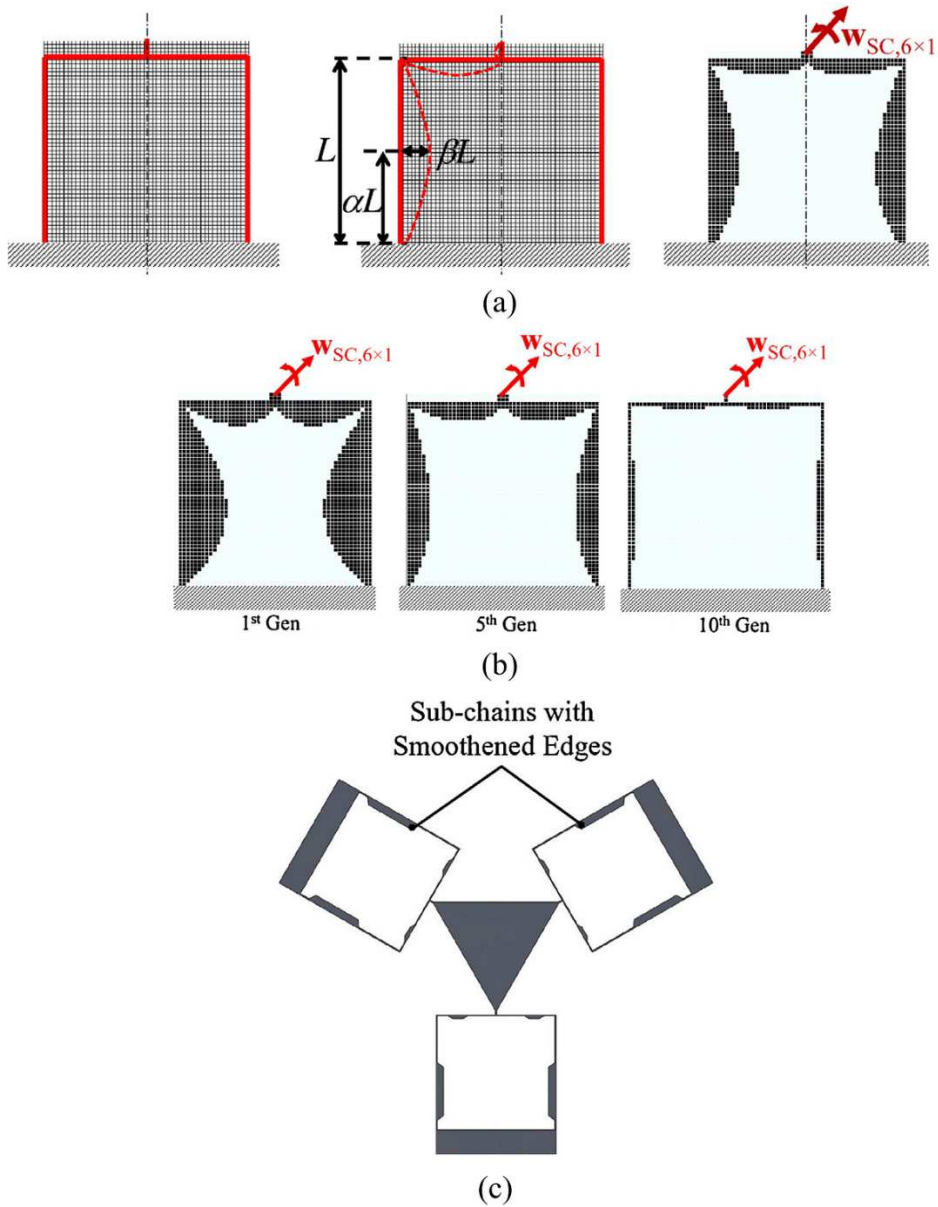 w_SC,6×1
L
αL
βL
(a)
w_SC,6×1
w_SC,6×1
w_SC,6×1
1st Gen
5th Gen
10th Gen
(b)
Sub-chains with
Smoothened Edges
(c)